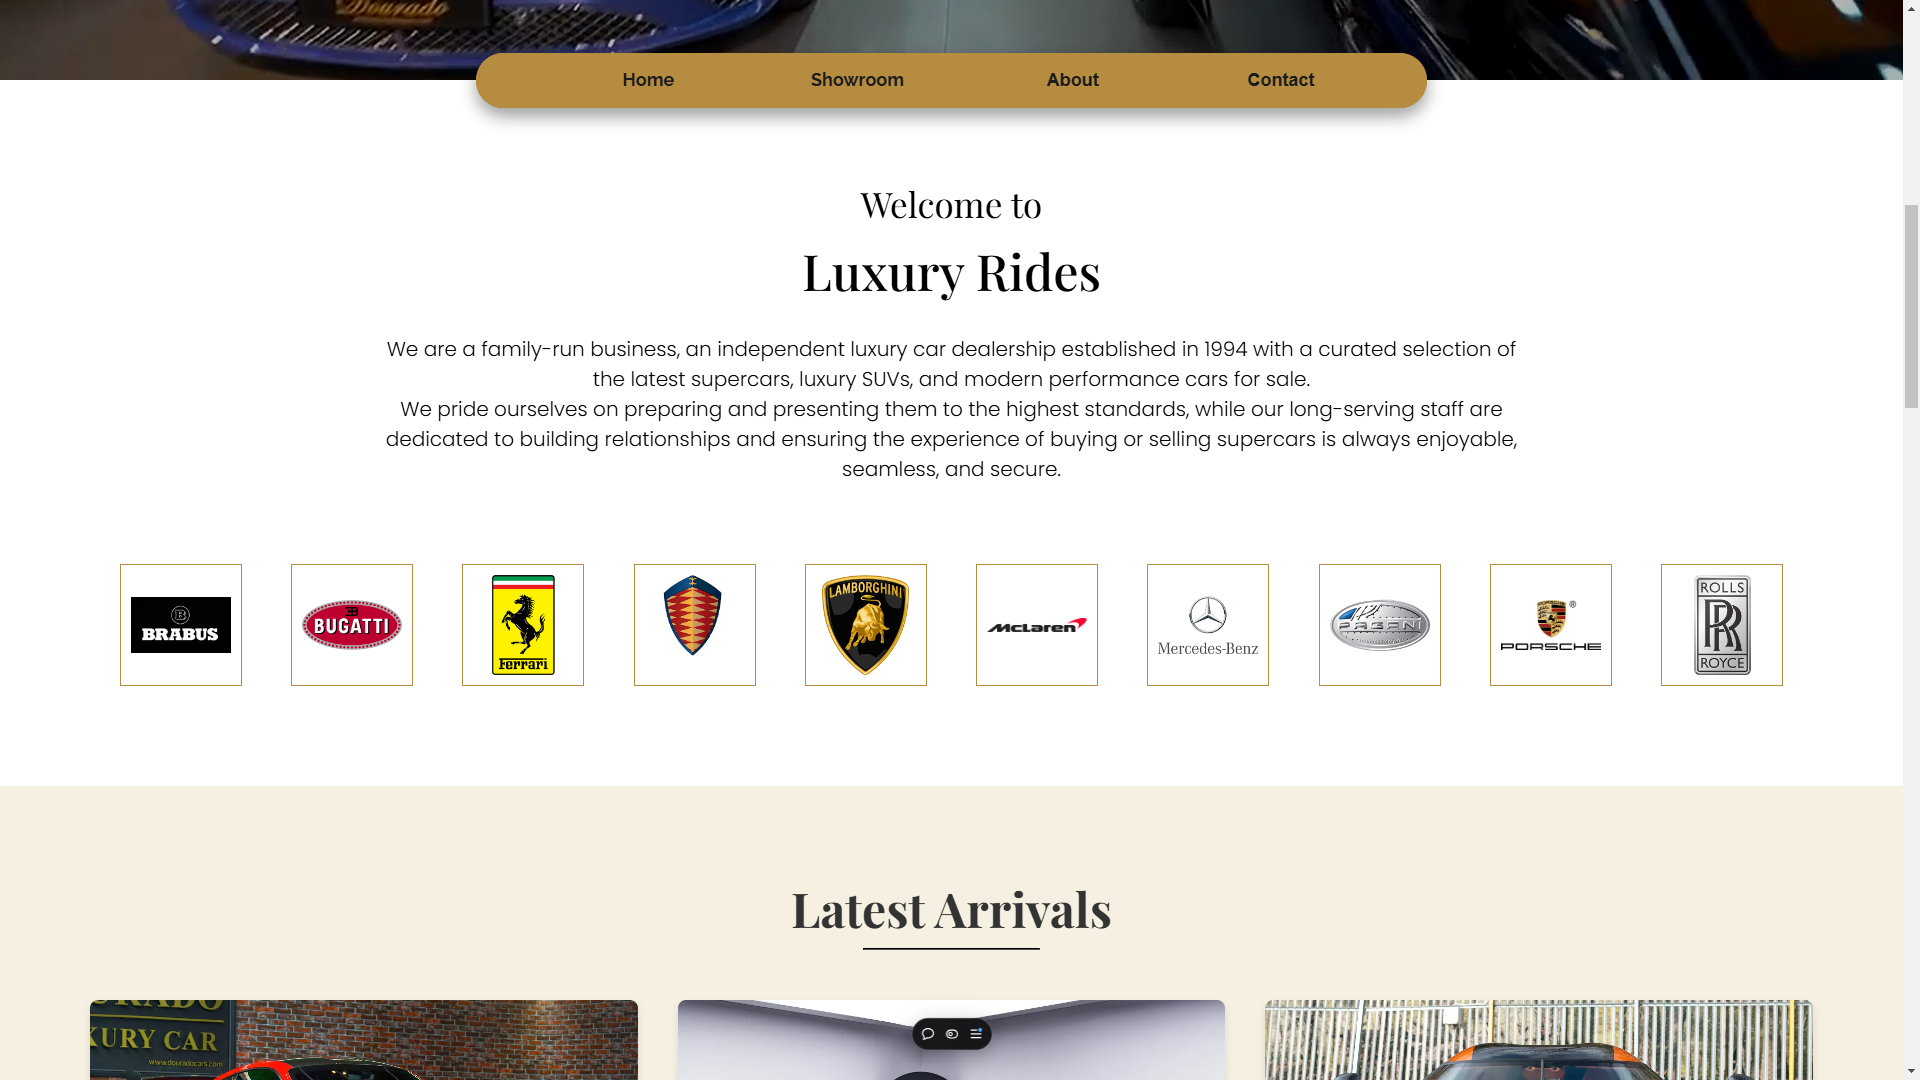 Dourado
Home Showroom About Contact
Welcome to
Luxury Rides
We are a family-run business, an independent luxury car dealership established in 1994 with a curated selection of
the latest supercars, luxury SUVs, and modern performance cars for sale.
We pride ourselves on preparing and presenting them to the highest standards, while our long-serving staff are
dedicated to building relationships and ensuring the experience of buying or selling supercars is always enjoyable,
seamless, and secure.
B
BRABUS
BUGATTI
Ferrari
LAMBORGHINI
McLaren
Mercedes-Benz
PAGANI
PORSCHE
®
PORSCHE
ROLLS
RR
ROYCE
Latest Arrivals
URADO
XURY CAR
www.douradocars.com